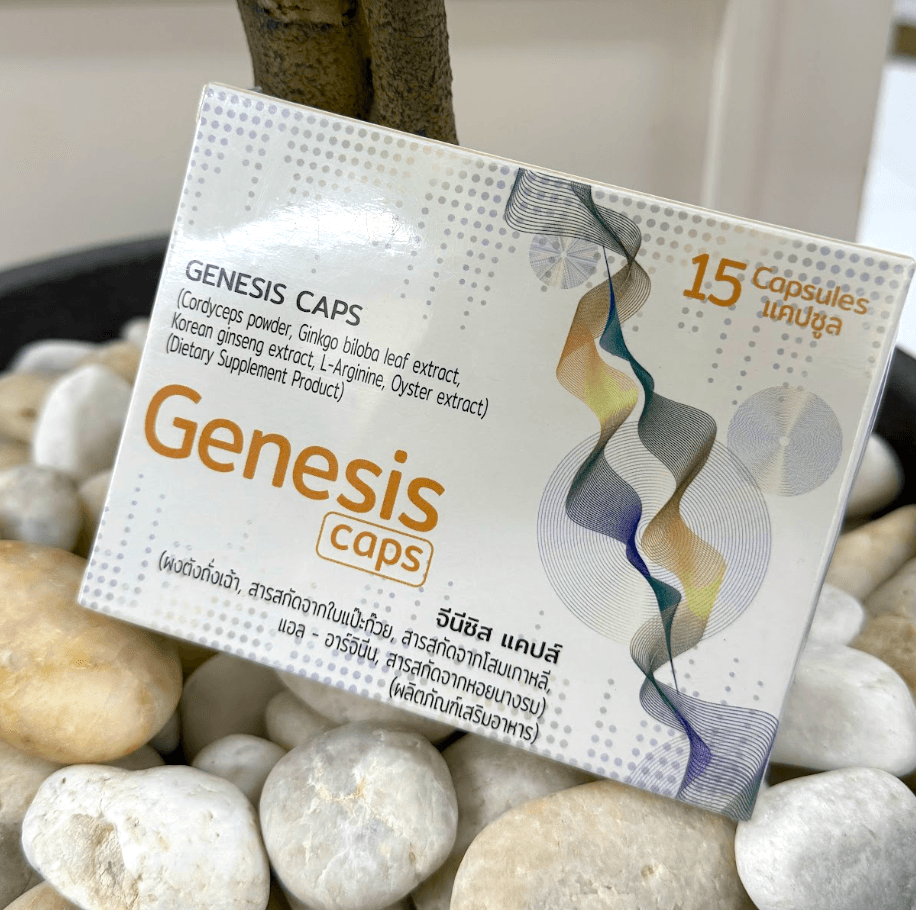 GENESIS CAPS
(Cordyceps powder, Ginkgo biloba leaf extract,
Korean ginseng extract, L-Arginine, Oyster extract)
(Dietary Supplement Product)
15 Capsules
แคปซูล
Genesis
caps
จีนีซิส แคปส์
(ผงตังถั่งเฉ้า, สารสกัดจากใบแป๊ะก๊วย, สารสกัดจากโสมเกาหลี,
แอล - อาร์จินีน, สารสกัดจากหอยนางรม)
(ผลิตภัณฑ์เสริมอาหาร)